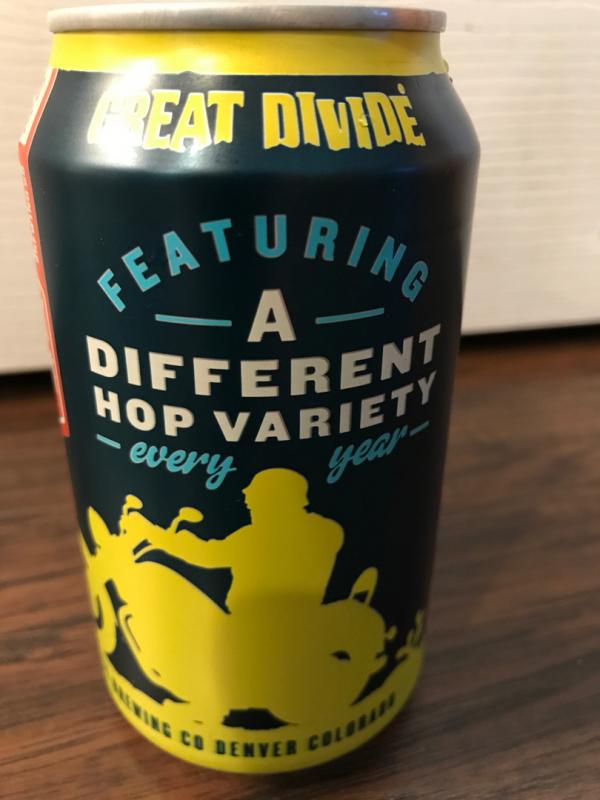 GREAT DIVIDE
FEATURING
A
DIFFERENT
HOP VARIETY
every year
BREWING CO DENVER COLORADO